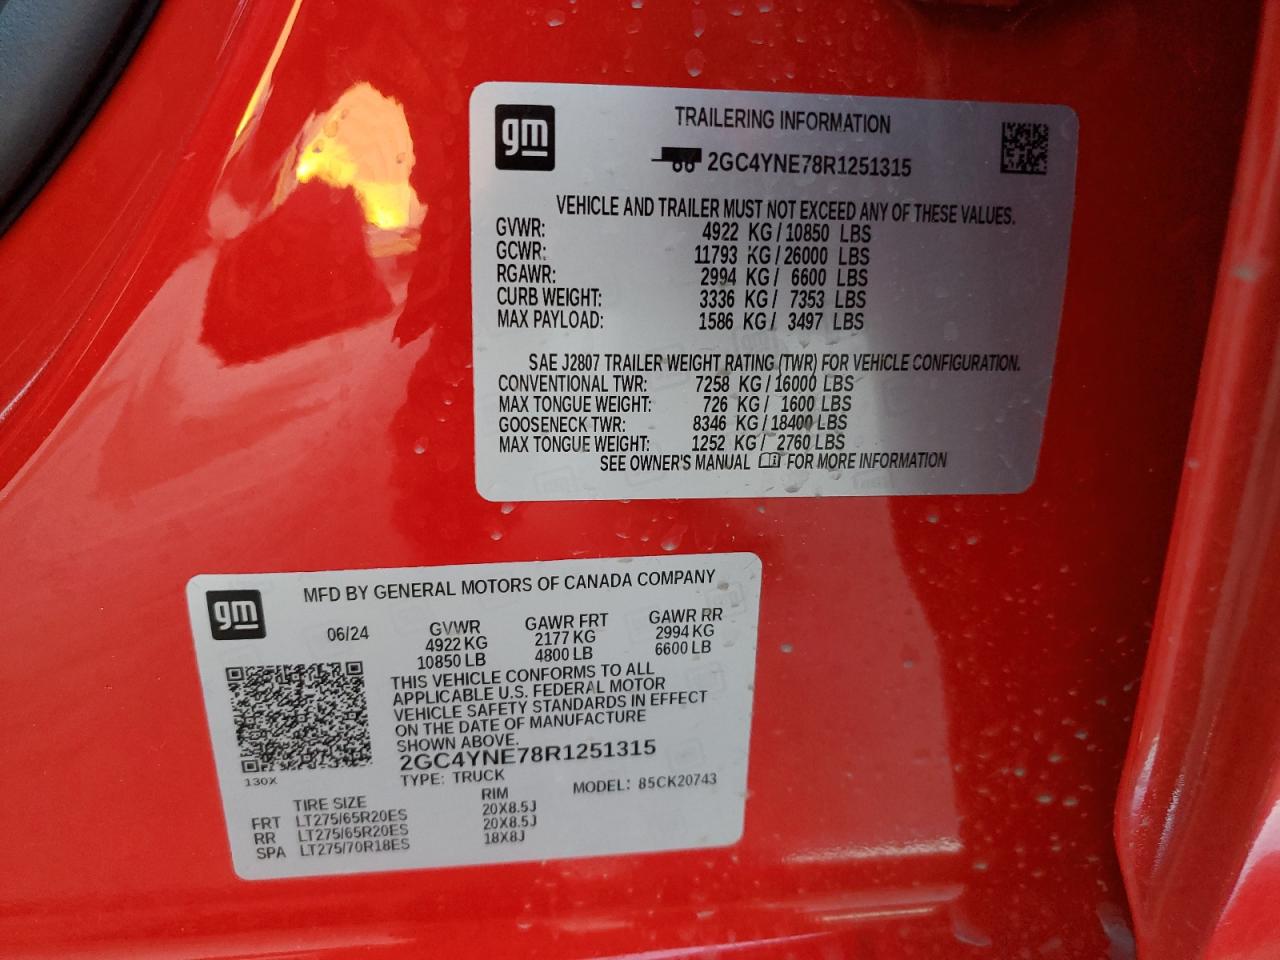 gm
TRAILERING INFORMATION
2GC4YNE78R1251315
VEHICLE AND TRAILER MUST NOT EXCEED ANY OF THESE VALUES.
GVWR: 4922 KG / 10850 LBS
GCWR: 11793 KG / 26000 LBS
RGAWR: 2994 KG / 6600 LBS
CURB WEIGHT: 3336 KG / 7353 LBS
MAX PAYLOAD: 1586 KG / 3497 LBS
SAE J2807 TRAILER WEIGHT RATING (TWR) FOR VEHICLE CONFIGURATION.
CONVENTIONAL TWR: 7258 KG / 16000 LBS
MAX TONGUE WEIGHT: 726 KG / 1600 LBS
GOOSENECK TWR: 8346 KG / 18400 LBS
MAX TONGUE WEIGHT: 1252 KG / 2760 LBS
SEE OWNER'S MANUAL FOR MORE INFORMATION
gm
MFD BY GENERAL MOTORS OF CANADA COMPANY
06/24 GVWR GAWR FRT GAWR RR
4922 KG 2177 KG 2994 KG
10850 LB 4800 LB 6600 LB
THIS VEHICLE CONFORMS TO ALL
APPLICABLE U.S. FEDERAL MOTOR
VEHICLE SAFETY STANDARDS IN EFFECT
ON THE DATE OF MANUFACTURE
SHOWN ABOVE.
2GC4YNE78R1251315
130X TYPE: TRUCK MODEL: 85CK20743
TIRE SIZE RIM
FRT LT275/65R20ES 20X8.5J
RR LT275/65R20ES 20X8.5J
SPA LT275/70R18ES 18X8J